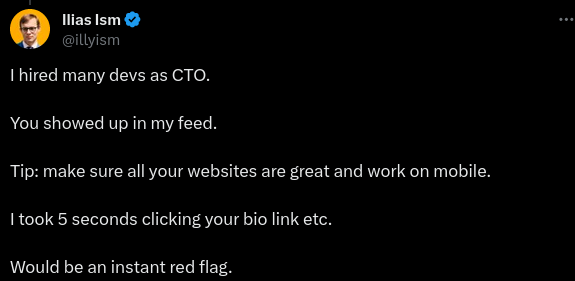 Ilias Ism
@illyism
I hired many devs as CTO.
You showed up in my feed.
Tip: make sure all your websites are great and work on mobile.
I took 5 seconds clicking your bio link etc.
Would be an instant red flag.